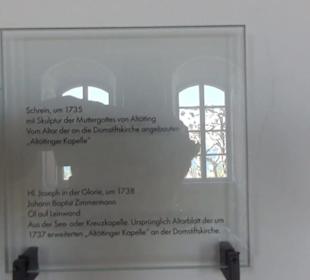 Schrein, um 1735
mit Skulptur der Muttergottes von Altötting
Vom Altar der an die Domstiftskirche angebauten
„Altöttinger Kapelle“
Hl. Joseph in der Glorie, um 1738
Johann Baptist Zimmermann
Öl auf Leinwand
Aus der See- oder Kreuzkapelle. Ursprünglich Altarblatt der um
1737 erweiterten „Altöttinger Kapelle“ an der Domstiftskirche.